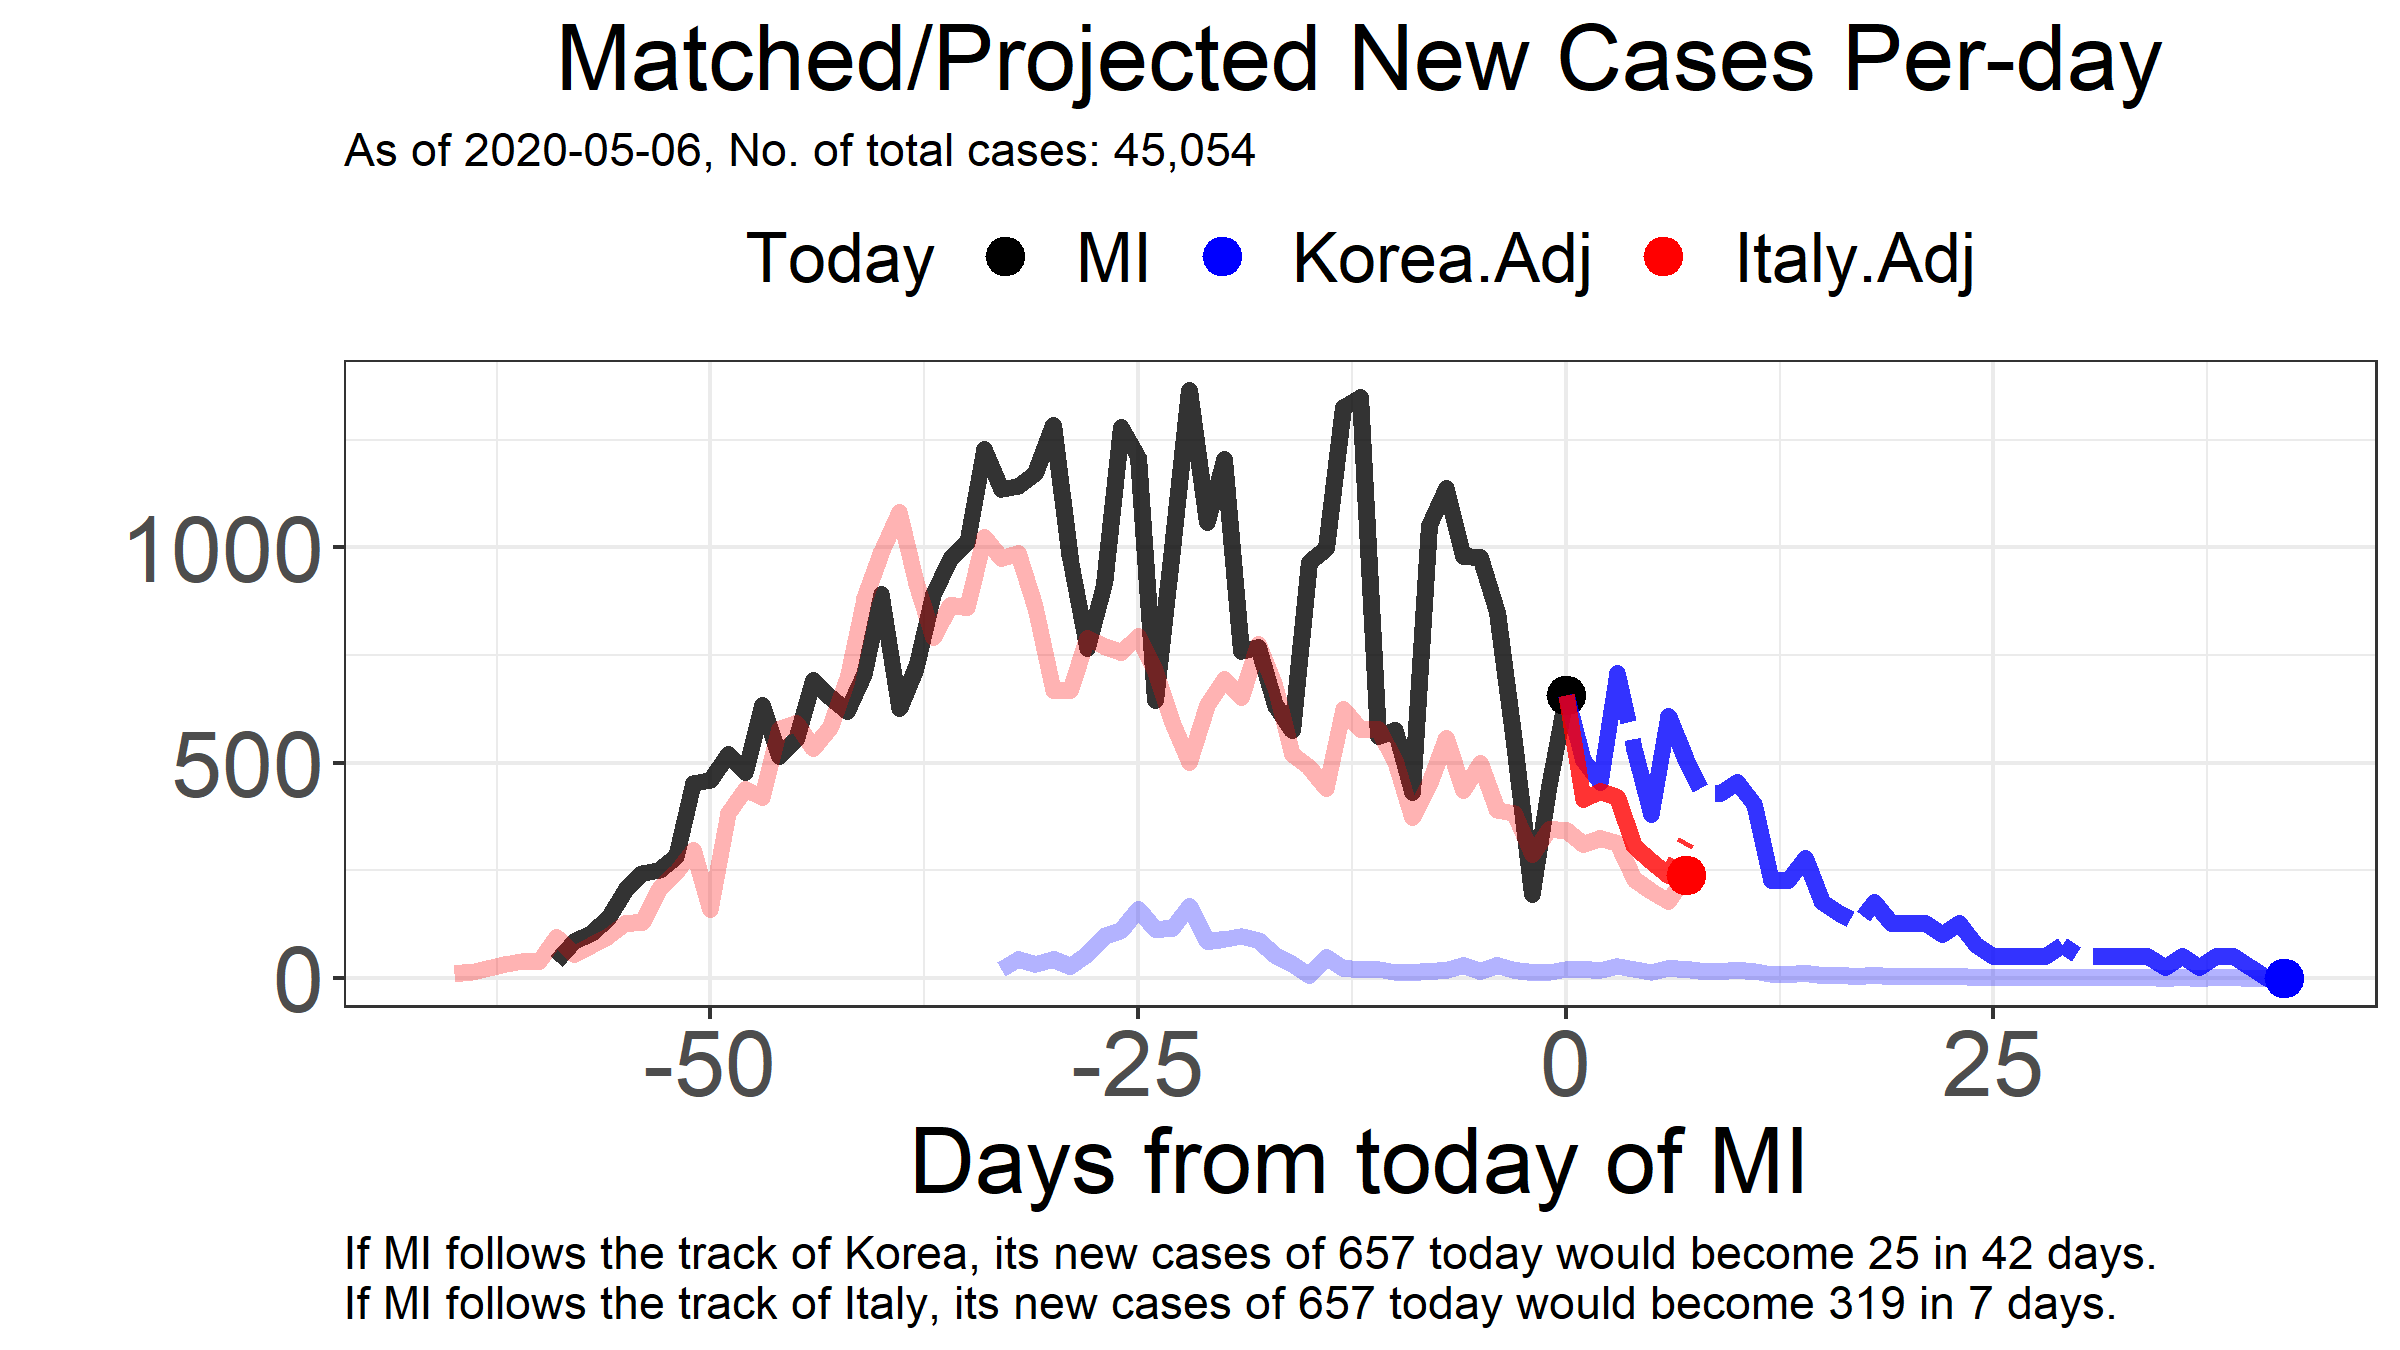 Matched/Projected New Cases Per-day
As of 2020-05-06, No. of total cases: 45,054
Today MI Korea.Adj Italy.Adj
1000
500
0
-50 -25 0 25
Days from today of MI
If MI follows the track of Korea, its new cases of 657 today would become 25 in 42 days.
If MI follows the track of Italy, its new cases of 657 today would become 319 in 7 days.